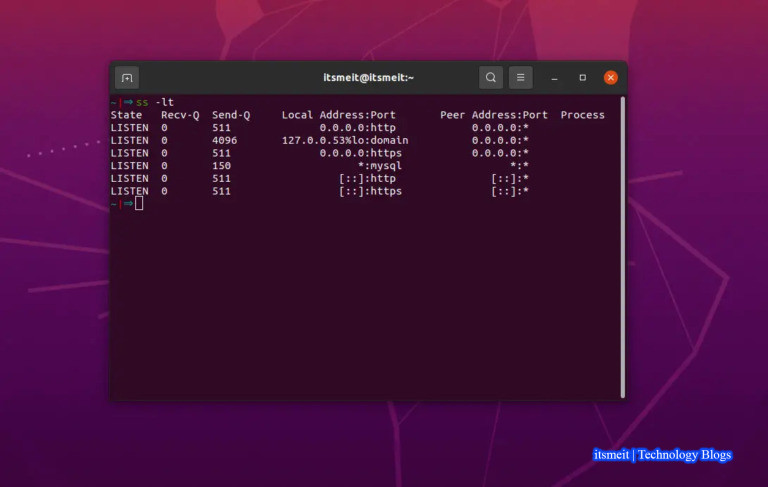 itsmeit@itsmeit:~
~|⇒ss -lt
State Recv-Q Send-Q Local Address:Port Peer Address:Port Process
LISTEN 0 511 0.0.0.0:http 0.0.0.0:*
LISTEN 0 4096 127.0.0.53%lo:domain 0.0.0.0:*
LISTEN 0 511 0.0.0.0:https 0.0.0.0:*
LISTEN 0 150 *:mysql *:*
LISTEN 0 511 [::]:http [::]:*
LISTEN 0 511 [::]:https [::]:*
~|⇒
itsmeit | Technology Blogs